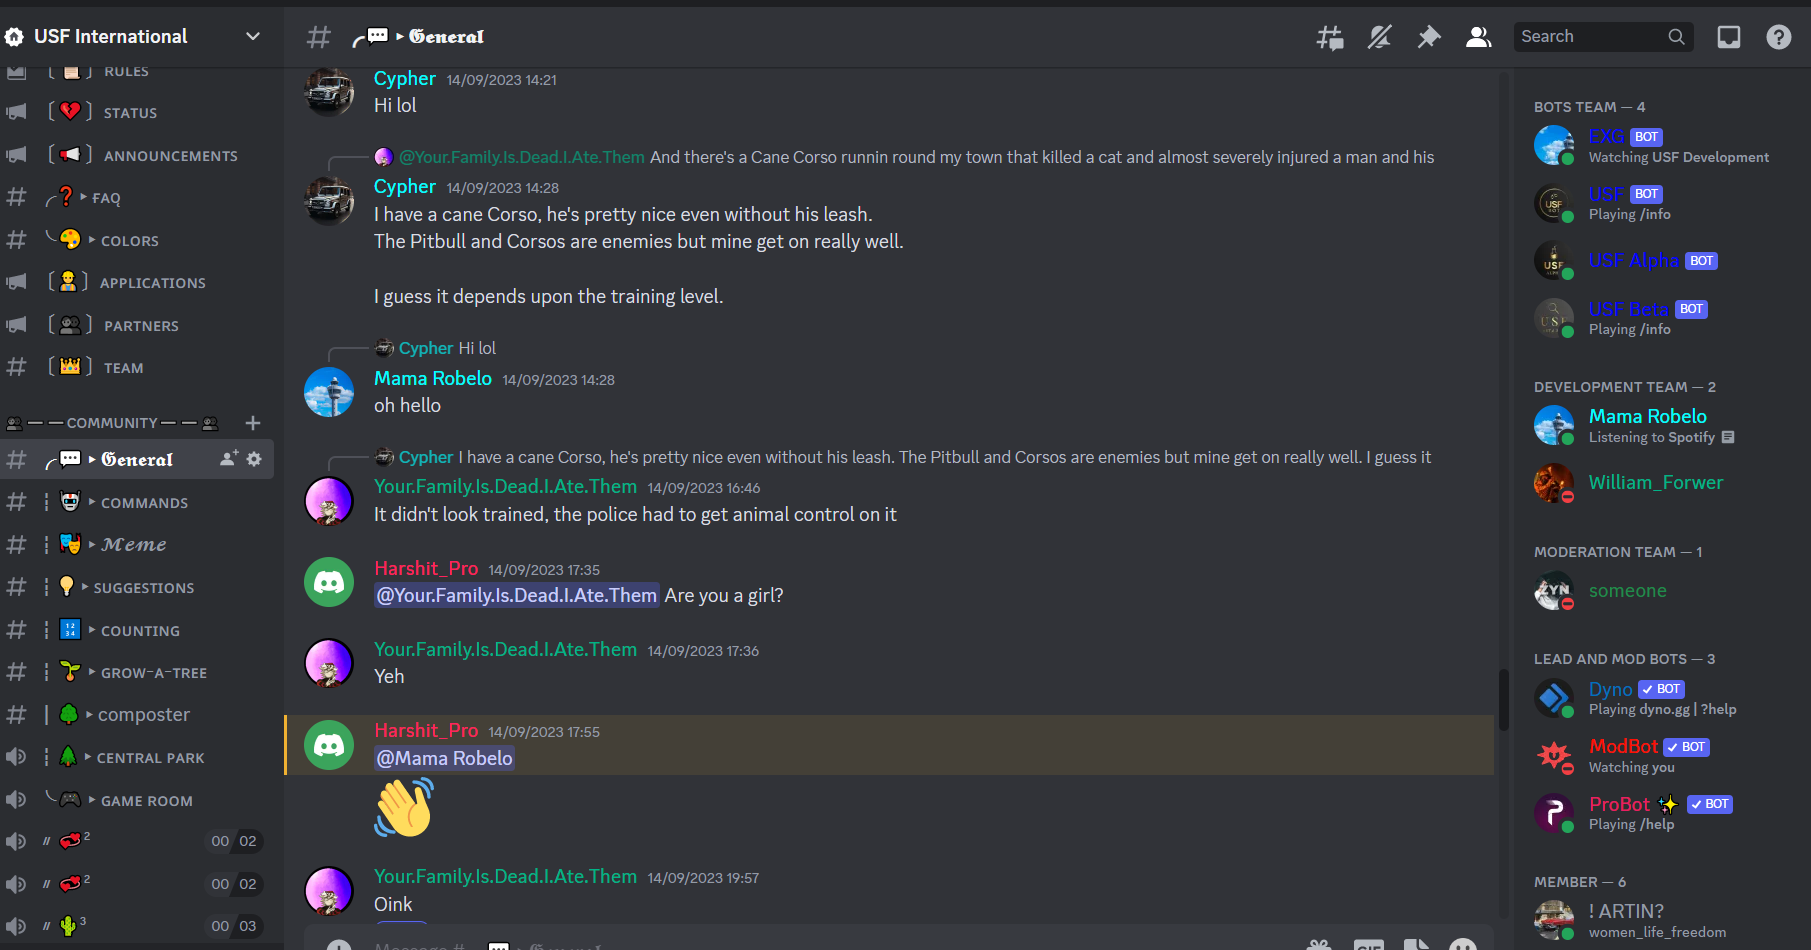 USF International
RULES
STATUS
ANNOUNCEMENTS
FAQ
COLORS
APPLICATIONS
PARTNERS
TEAM
COMMUNITY
General
COMMANDS
Meme
SUGGESTIONS
COUNTING
GROW-A-TREE
composter
CENTRAL PARK
GAME ROOM
// 2 00 02
// 2 00 02
// 3 00 03
General
Search
Cypher 14/09/2023 14:21
Hi lol
@Your.Family.Is.Dead.I.Ate.Them And there's a Cane Corso runnin round my town that killed a cat and almost severely injured a man and his
Cypher 14/09/2023 14:28
I have a cane Corso, he's pretty nice even without his leash.
The Pitbull and Corsos are enemies but mine get on really well.
I guess it depends upon the training level.
Cypher Hi lol
Mama Robelo 14/09/2023 14:28
oh hello
Cypher I have a cane Corso, he's pretty nice even without his leash. The Pitbull and Corsos are enemies but mine get on really well. I guess it
Your.Family.Is.Dead.I.Ate.Them 14/09/2023 16:46
It didn't look trained, the police had to get animal control on it
Harshit_Pro 14/09/2023 17:35
@Your.Family.Is.Dead.I.Ate.Them Are you a girl?
Your.Family.Is.Dead.I.Ate.Them 14/09/2023 17:36
Yeh
Harshit_Pro 14/09/2023 17:55
@Mama Robelo
Your.Family.Is.Dead.I.Ate.Them 14/09/2023 19:57
Oink
Message # General
GIF
BOTS TEAM — 4
EXG BOT
Watching USF Development
USF BOT
Playing /info
USF Alpha BOT
USF Beta BOT
Playing /info
DEVELOPMENT TEAM — 2
Mama Robelo
Listening to Spotify
William_Forwer
MODERATION TEAM — 1
someone
LEAD AND MOD BOTS — 3
Dyno BOT
Playing dyno.gg | ?help
ModBot BOT
Watching you
ProBot ✨ BOT
Playing /help
MEMBER — 6
! ARTIN?
women_life_freedom